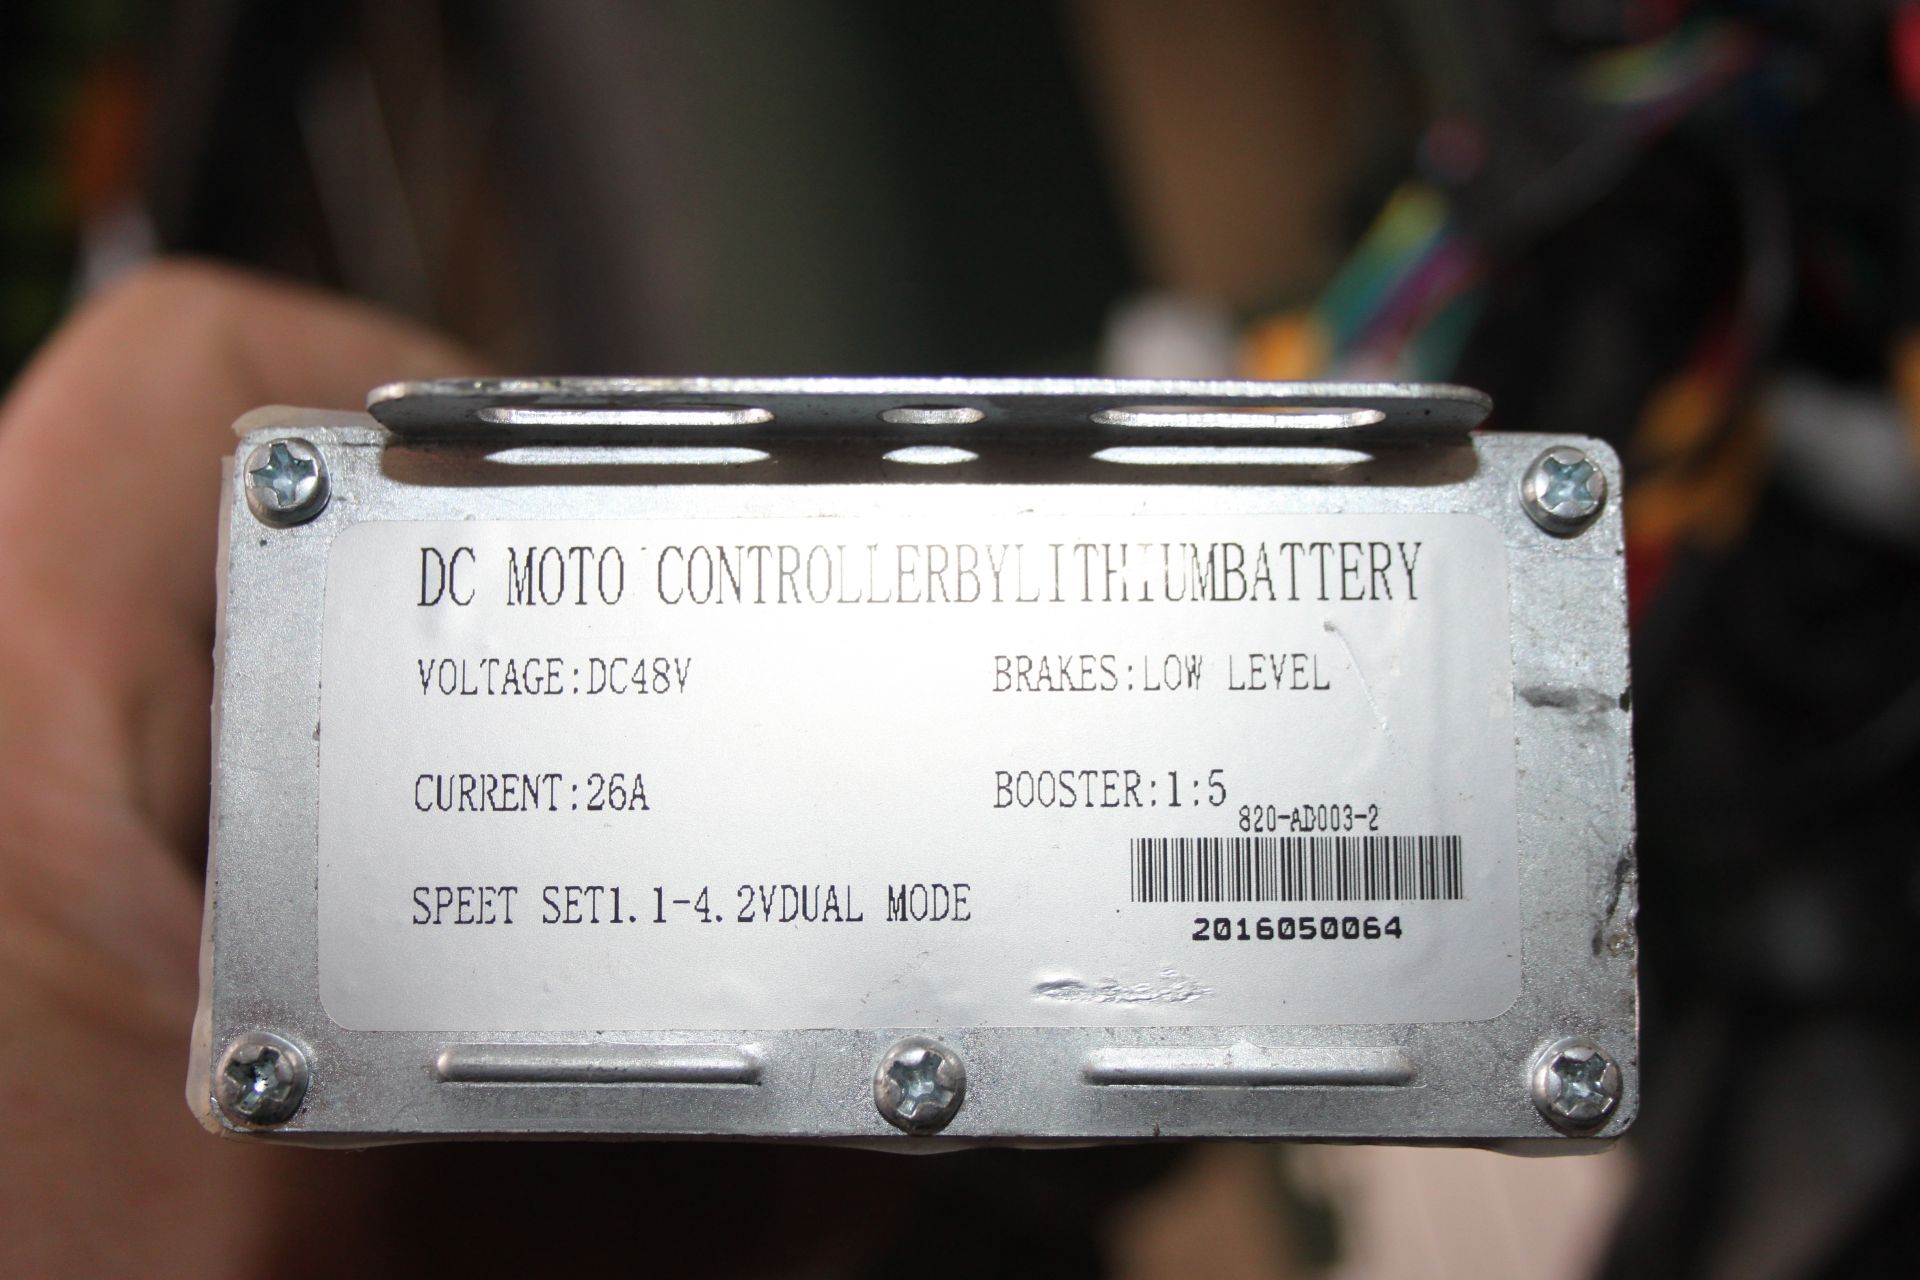 DC MOTO CONTROLLERBYLITHIUMBATTERY
VOLTAGE:DC48V
BRAKES:LOW LEVEL
CURRENT:26A
BOOSTER:1:5
820-AD003-2
SPEET SET1.1-4.2VDUAL MODE
2016050064